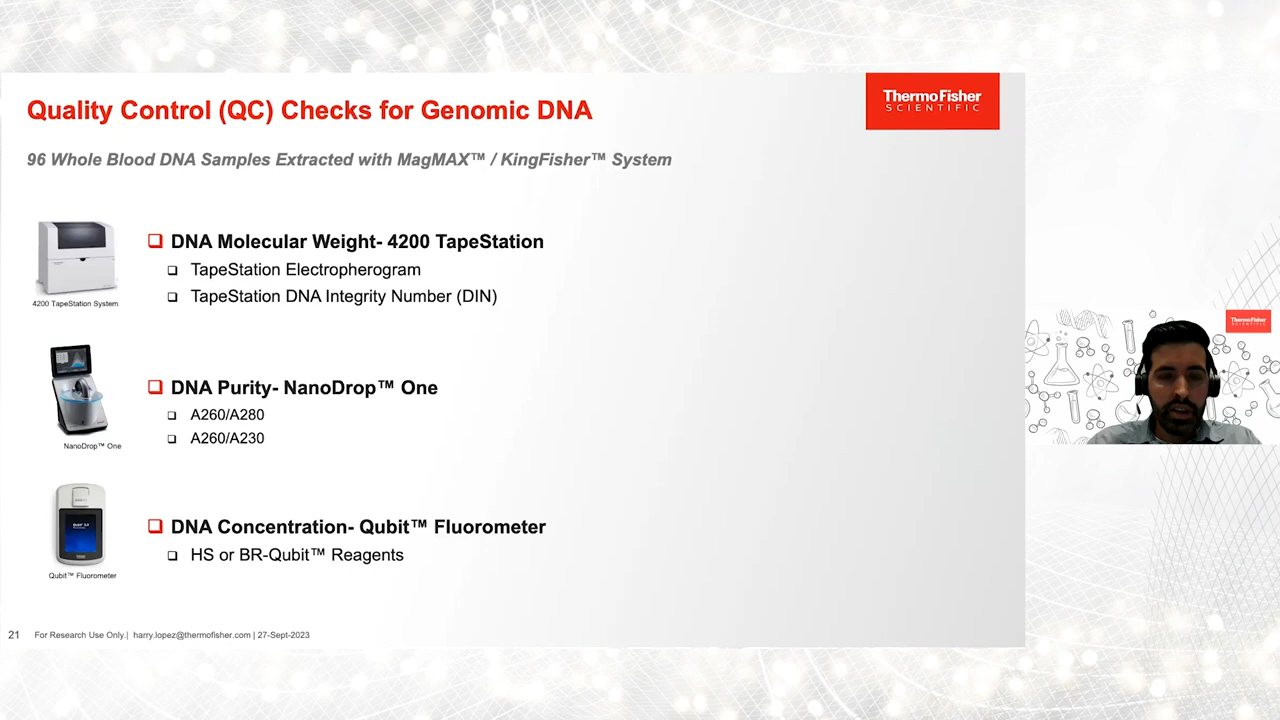 Quality Control (QC) Checks for Genomic DNA
ThermoFisher
SCIENTIFIC
96 Whole Blood DNA Samples Extracted with MagMAX™ / KingFisher™ System
DNA Molecular Weight- 4200 TapeStation
TapeStation Electropherogram
TapeStation DNA Integrity Number (DIN)
4200 TapeStation System
DNA Purity- NanoDrop™ One
A260/A280
A260/A230
NanoDrop™ One
DNA Concentration- Qubit™ Fluorometer
HS or BR-Qubit™ Reagents
Qubit™ Fluorometer
21 For Research Use Only.| harry.lopez@thermofisher.com | 27-Sept-2023
ThermoFisher
SCIENTIFIC